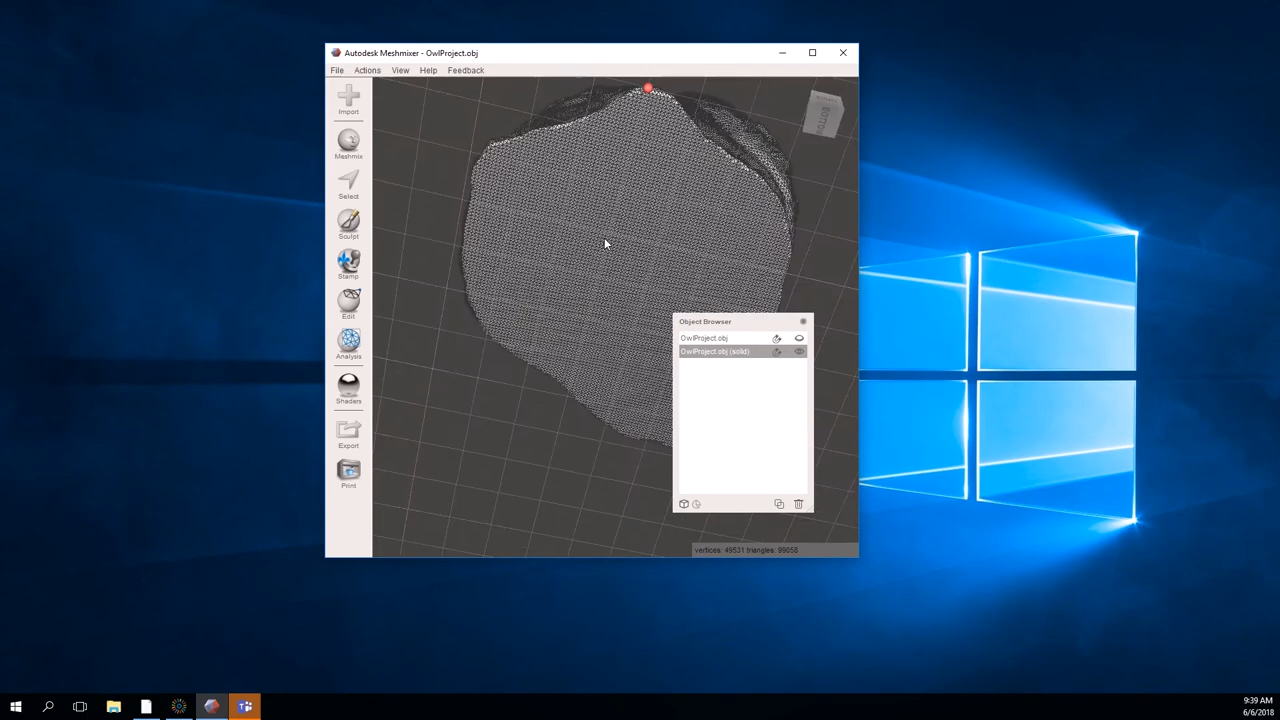 Autodesk Meshmixer - OwlProject.obj
File Actions View Help Feedback
Import
Meshmix
Select
Sculpt
Stamp
Edit
Analysis
Shaders
Export
Print
BOTTOM
Object Browser
OwlProject.obj
OwlProject.obj (solid)
vertices: 49531 triangles: 99058
9:39 AM
6/6/2018